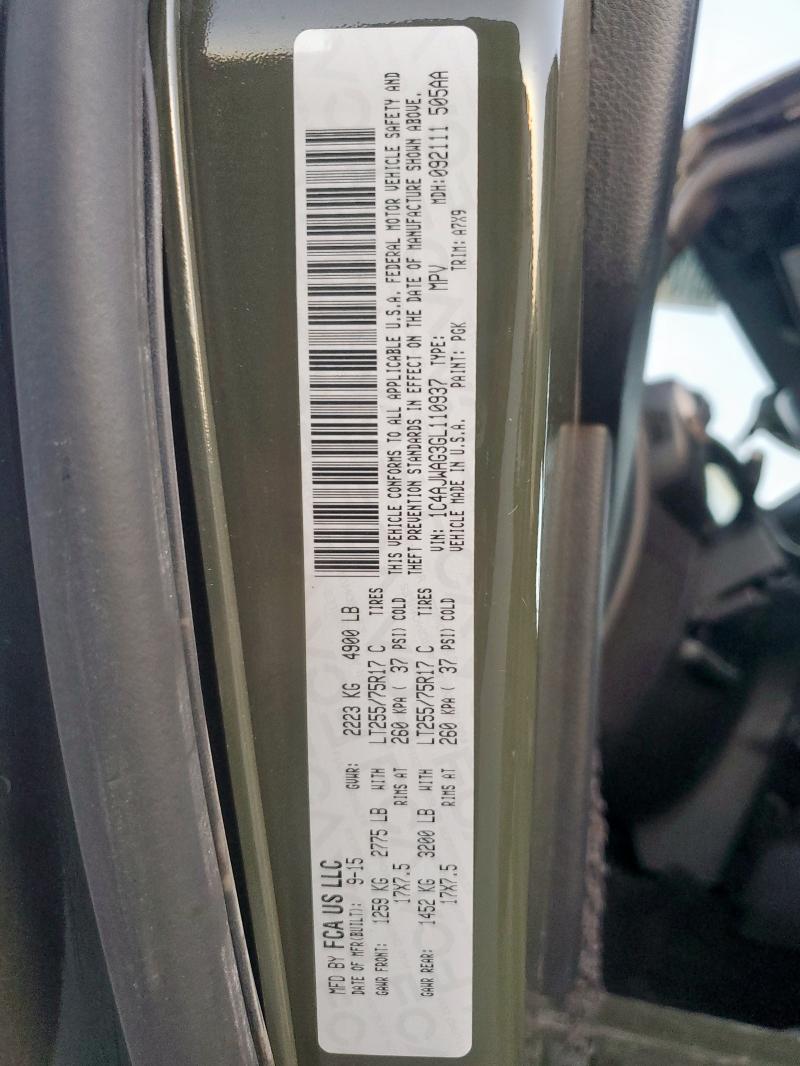 MFD BY FCA US LLC
DATE OF MFR(BUILT): 9-15 GVWR: 2223 KG 4900 LB
GAWR FRONT: 1259 KG 2775 LB WITH LT255/75R17 C TIRES
17X7.5 RIMS AT 260 KPA ( 37 PSI) COLD
GAWR REAR: 1452 KG 3200 LB WITH LT255/75R17 C TIRES
17X7.5 RIMS AT 260 KPA ( 37 PSI) COLD
THIS VEHICLE CONFORMS TO ALL APPLICABLE U.S.A. FEDERAL MOTOR VEHICLE SAFETY AND
THEFT PREVENTION STANDARDS IN EFFECT ON THE DATE OF MANUFACTURE SHOWN ABOVE.
VIN: 1C4AJWAG3GL110937 TYPE: MPV MDH:092111 505AA
VEHICLE MADE IN U.S.A. PAINT: PGK TRIM: A7X9